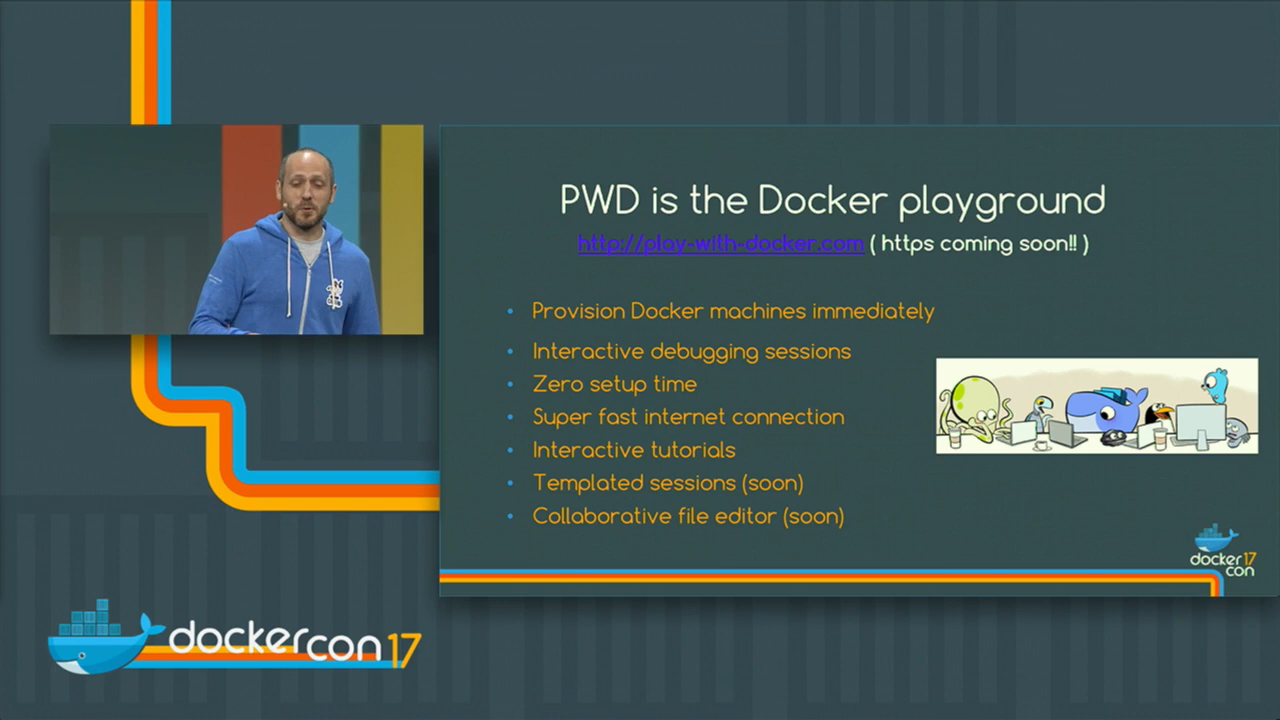 PWD is the Docker playground
http://play-with-docker.com ( https coming soon!! )
• Provision Docker machines immediately
• Interactive debugging sessions
• Zero setup time
• Super fast internet connection
• Interactive tutorials
• Templated sessions (soon)
• Collaborative file editor (soon)
docker 17
con
dockercon 17